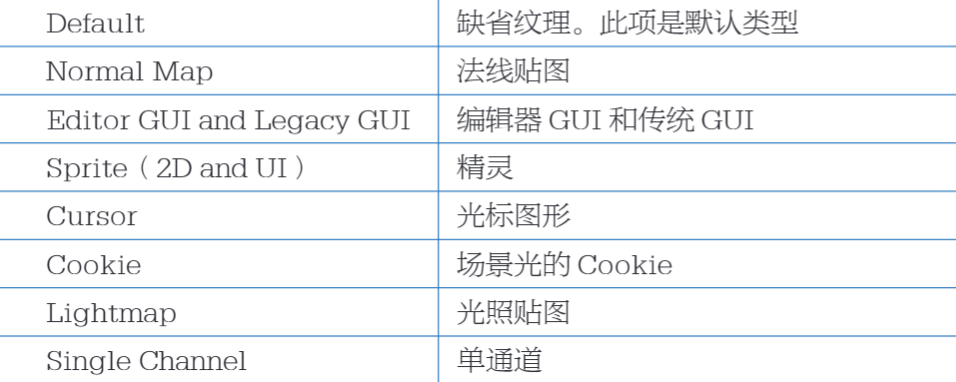 Default 缺省纹理。此项是默认类型
Normal Map 法线贴图
Editor GUI and Legacy GUI 编辑器 GUI 和传统 GUI
Sprite（2D and UI） 精灵
Cursor 光标图形
Cookie 场景光的 Cookie
Lightmap 光照贴图
Single Channel 单通道